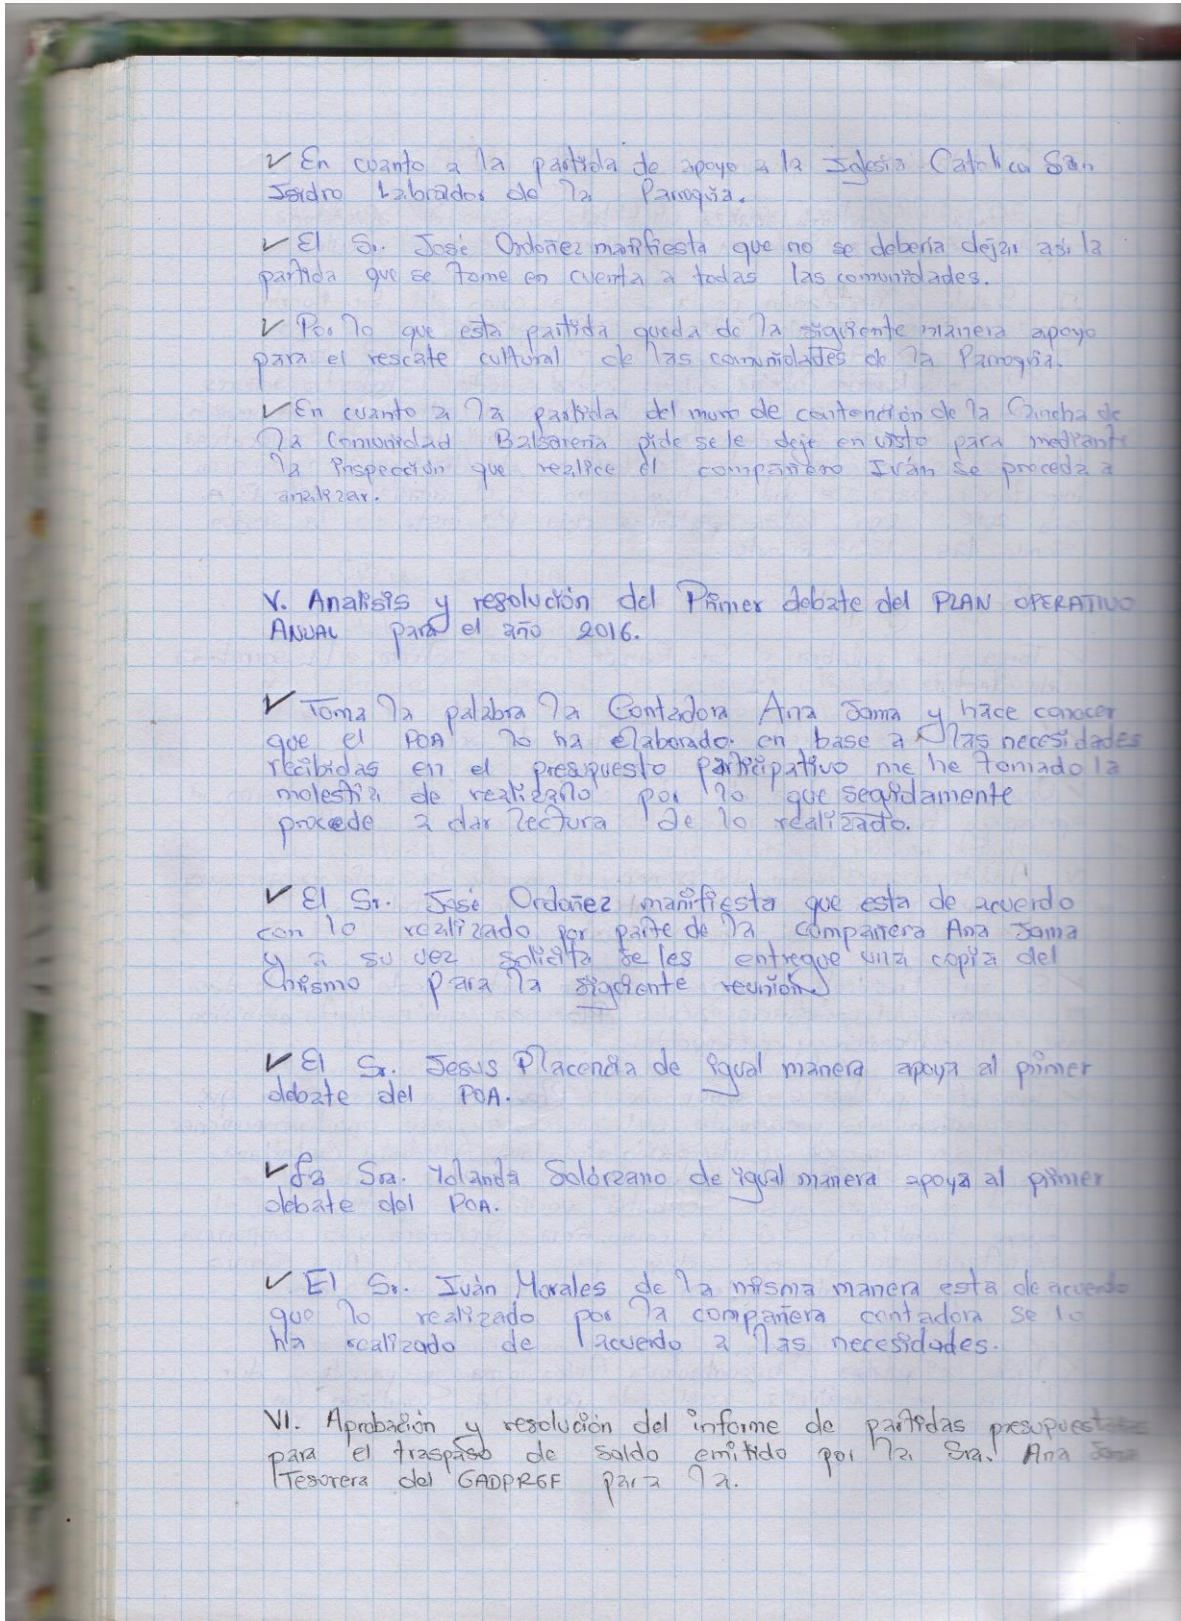 ✓ En cuanto a la partida de apoyo a la Iglesia Catolica San
Isidro Labrador de la Parroquia.
✓ El Sr. José Ordoñez manifiesta que no se debería dejar asi la
partida que se tome en cuenta a todas las comunidades.
✓ Por lo que esta partida queda de la siguiente manera apoyo
para el rescate cultural de las comunidades de la Parroquia.
✓ En cuanto a la partida del muro de contención de la Cancha de
la Comunidad Balsareña pide se le deje en visto para mediante
la inspección que realice el compañero Iván se proceda a
analizar.
V. Analisis y resolución del Primer debate del PLAN OPERATIVO
ANUAL para el año 2016.
✓ Toma la palabra la Contadora Ana Jama y hace conocer
que el POA lo ha elaborado en base a las necesidades
recibidas en el presupuesto participativo me he tomado la
molestia de realizarlo por lo que seguidamente
procede a dar lectura de lo realizado.
✓ El Sr. José Ordoñez manifiesta que esta de acuerdo
con lo realizado por parte de la compañera Ana Jama
y a su vez solicita se les entregue una copia del
mismo para la siguiente reunión
✓ El Sr. Jesus Placencia de igual manera apoya al primer
debate del POA.
✓ La Sra. Yolanda Solórzano de igual manera apoya al primer
debate del POA.
✓ El Sr. Iván Morales de la misma manera esta de acuerdo
que lo realizado por la compañera contadora se lo
ha realizado de acuerdo a las necesidades.
VI. Aprobación y resolución del informe de partidas
para el traspaso de saldo emitido por la Sra. Ana Jama
Tesorera del GADPRGF para la.